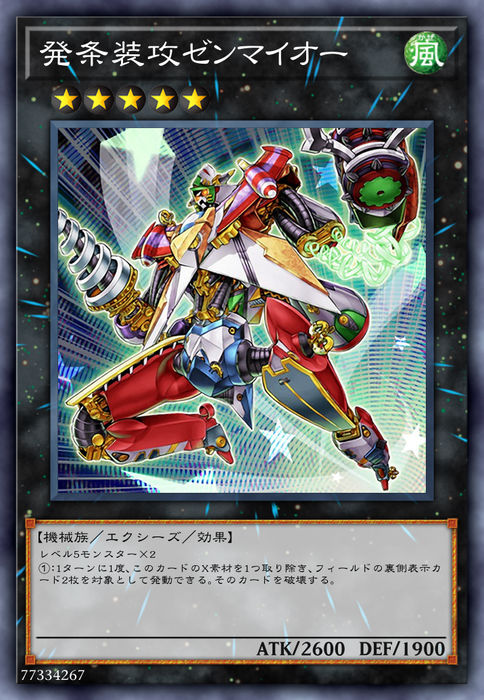 発条装攻ゼンマイオー
かぜ
風
【機械族／エクシーズ／効果】
レベル5モンスター×2
①:1ターンに1度、このカードのX素材を1つ取り除き、フィールドの裏側表示カ
ード2枚を対象として発動できる。そのカードを破壊する。
ATK/2600 DEF/1900
77334267